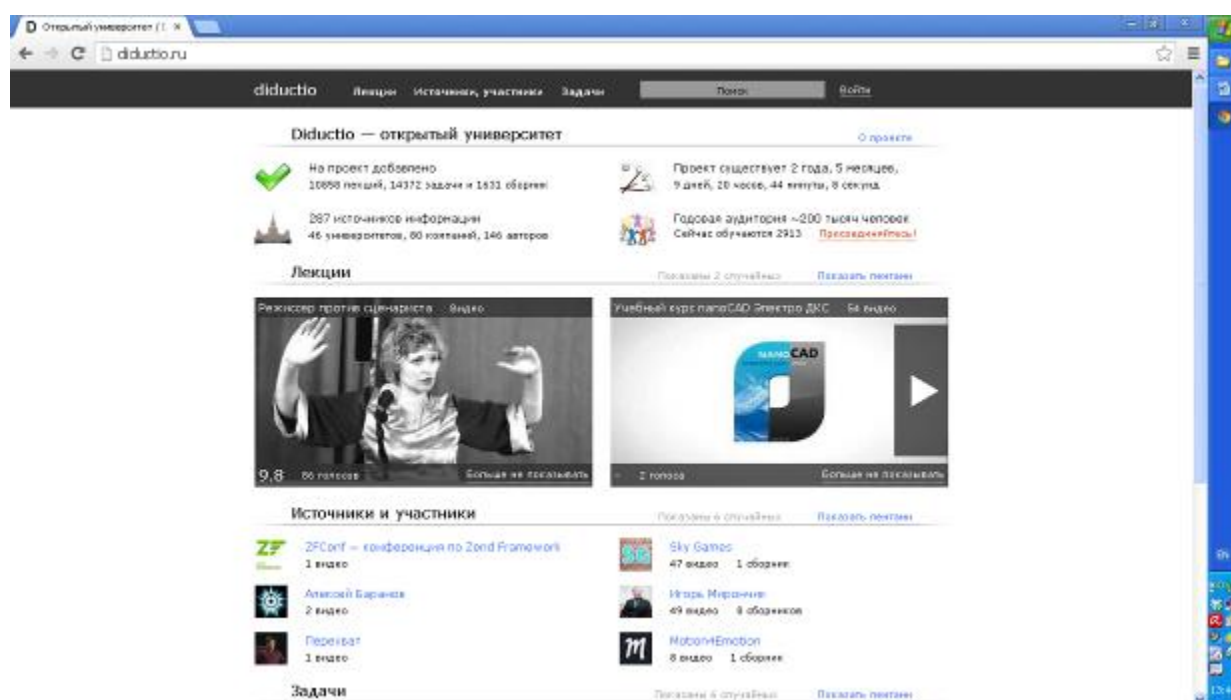 Открытый университет
diductio.ru
diductio Лекции Источники, участники Задачи Поиск Войти
Diductio — открытый университет О проекте
На проект добавлено
10858 лекций, 14372 задачи и 1631 сборник
Проект существует 2 года, 5 месяцев,
9 дней, 20 часов, 44 минуты, 8 секунд
287 источников информации
46 университетов, 80 компаний, 146 авторов
Годовая аудитория ~200 тысяч человек
Сейчас обучаются 2913 Присоединяйтесь!
Лекции Показаны 2 случайных Показать лентами
Режиссер против сценариста Видео
Учебный курс nanoCAD Электро ДКС 54 видео
NANOCAD
9,8 86 голосов Больше не показывать
2 голоса Больше не показывать
Источники и участники Показаны 6 случайных Показать лентами
ZFConf — конференция по Zend Framework
1 видео
Sky Games
47 видео 1 сборник
Алексей Баранов
2 видео
Игорь Мирончик
49 видео 8 сборников
Перехват
1 видео
Motion4Emotion
8 видео 1 сборник
Задачи Показаны 6 случайных Показать лентами